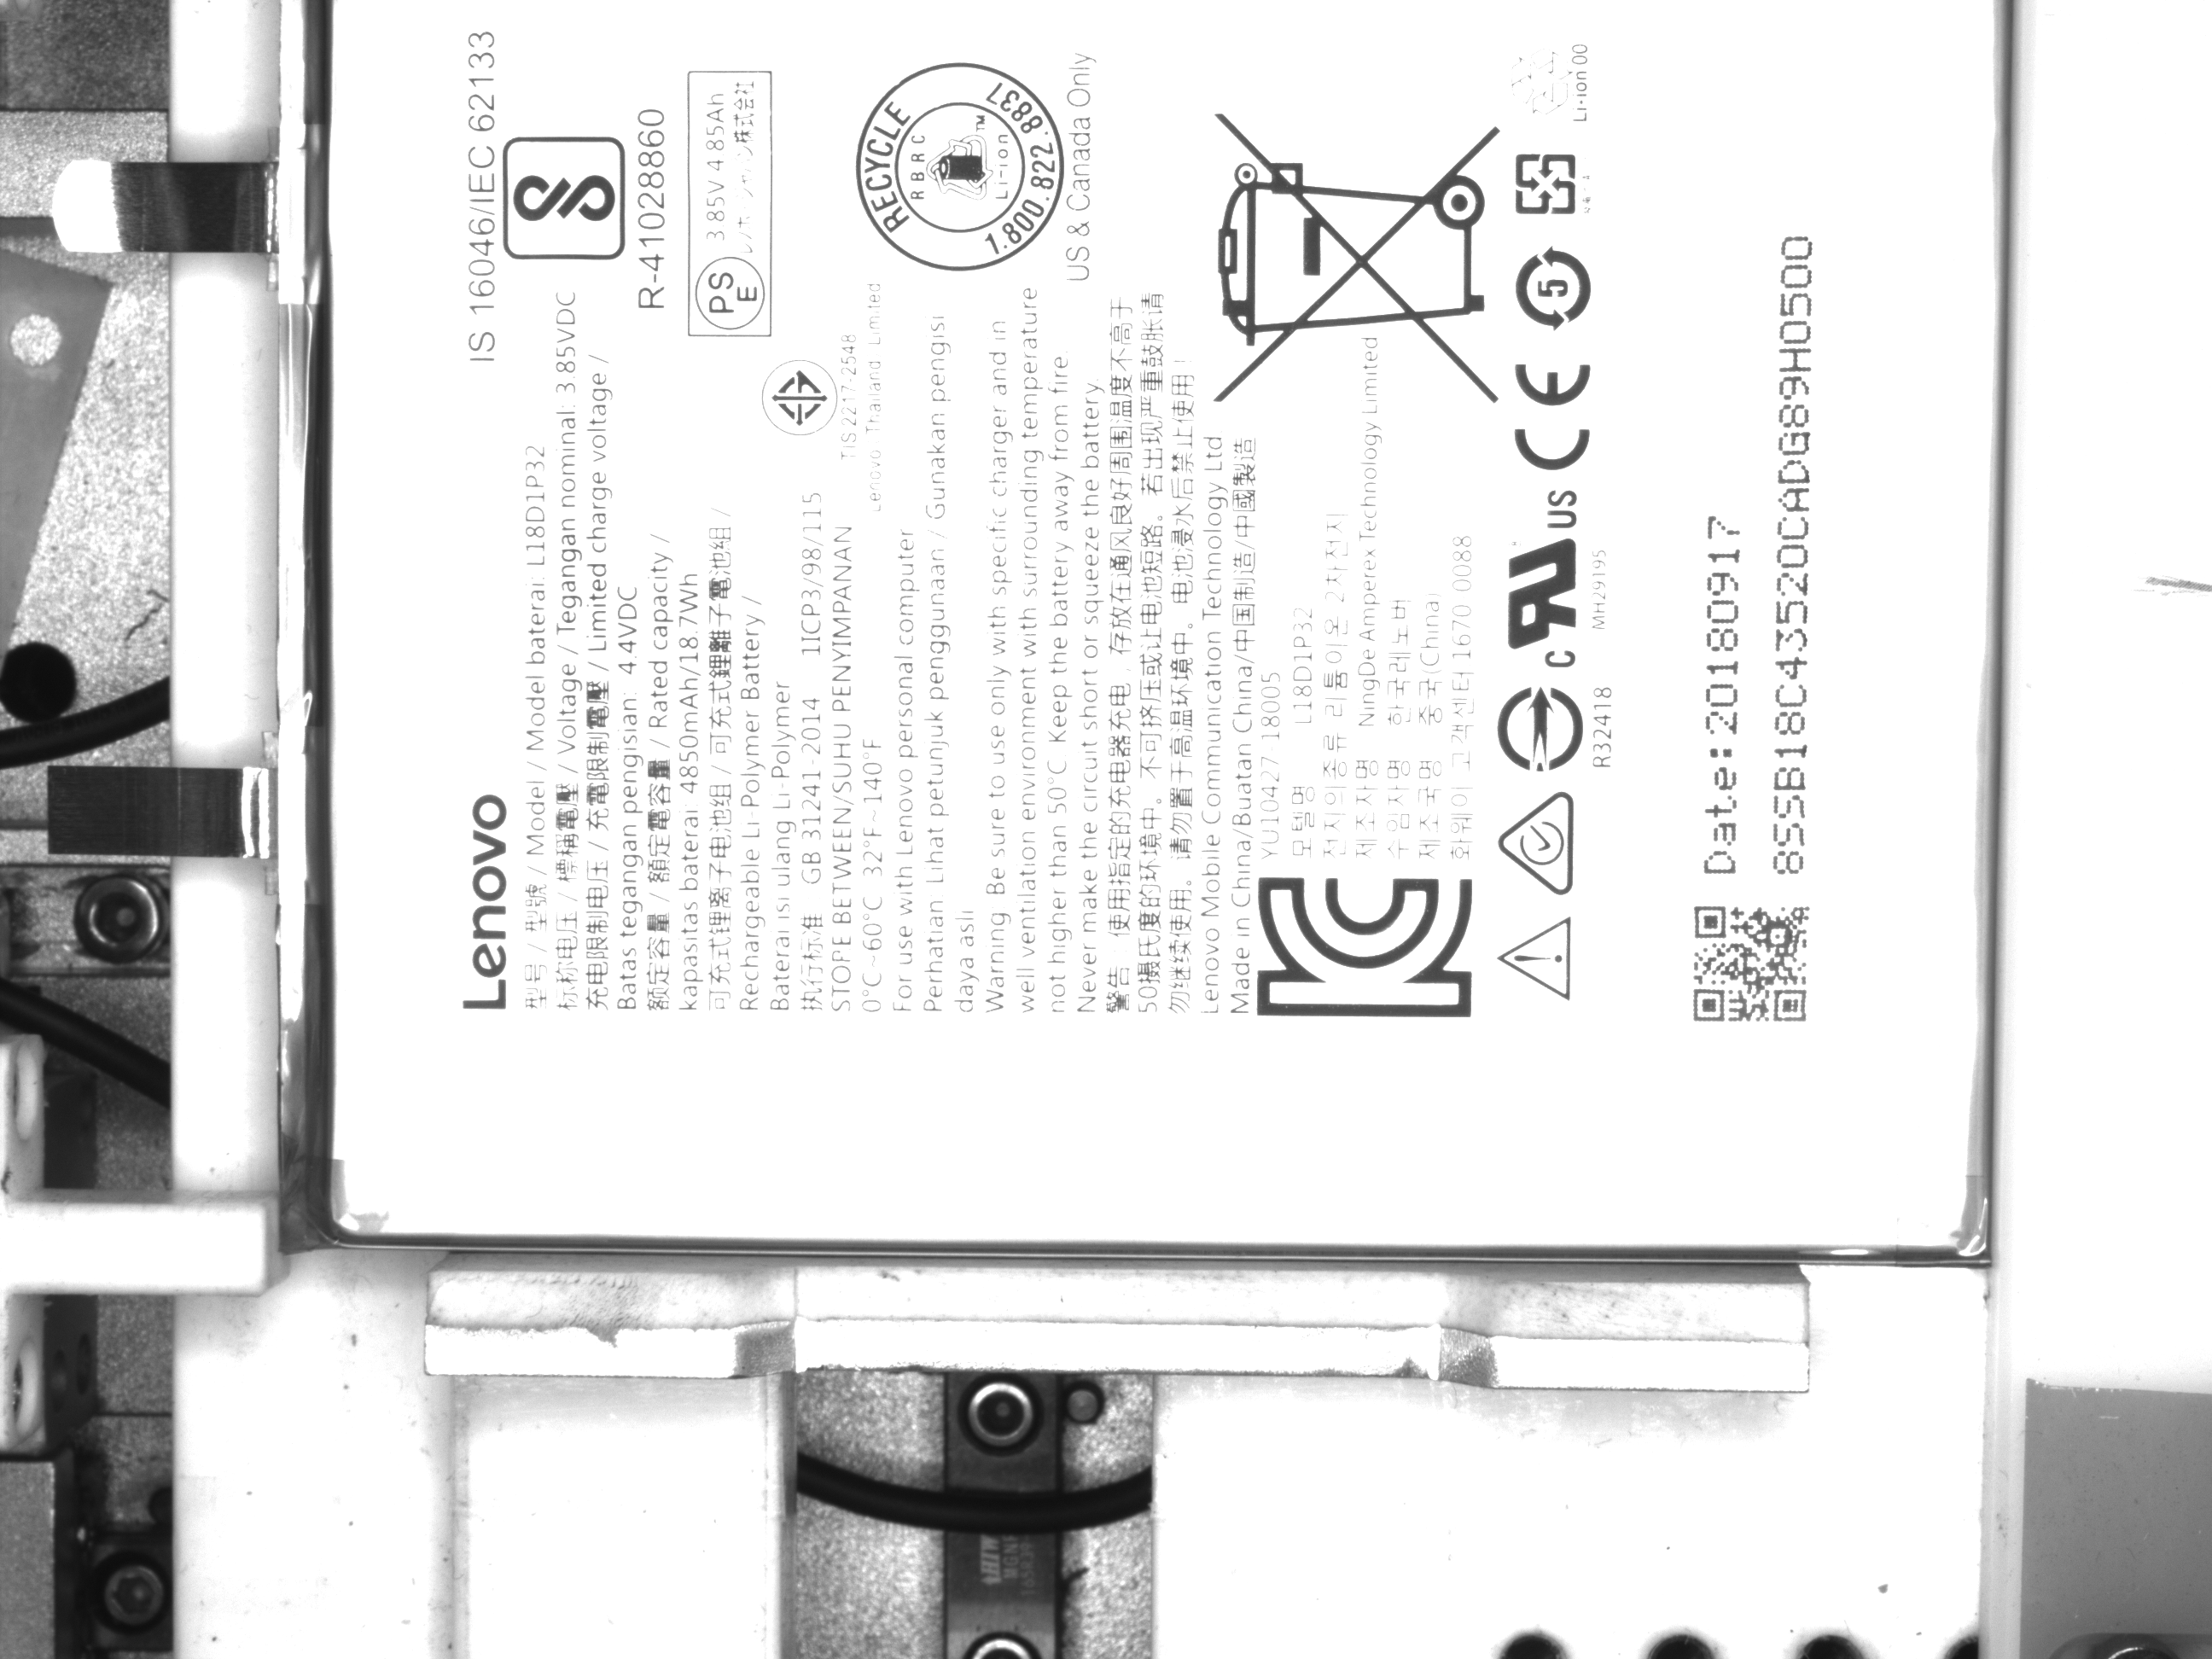 Lenovo
IS 16046/IEC 62133
R-41028860
型号 / 型號 / Model / Model baterai: L18D1P32
标称电压 / 標稱電壓 / Voltage / Tegangan nominal: 3.85VDC
充电限制电压 / 充電限制電壓 / Limited charge voltage /
Batas tegangan pengisian: 4.4VDC
额定容量 / 額定電容量 / Rated capacity /
kapasitas baterai: 4850mAh/18.7Wh
可充式锂离子电池组 / 可充式鋰離子電池組 /
Rechargeable Li-Polymer Battery /
Baterai isi ulang Li-Polymer
执行标准 GB 31241-2014 1ICP3/98/115
STORE BETWEEN/SUHU PENYIMPANAN
0°C~60°C 32°F~140°F
PS
E
3.85V 4.85Ah
レノボ・ジャパン株式会社
TIS 2217-2548
Lenovo Thailand Limited
RECYCLE
RBRC
Li-ion
TM
1.800.822.8837
US & Canada Only
For use with Lenovo personal computer
Perhatian Lihat petunjuk penggunaan / Gunakan pengisi
daya asli
Warning Be sure to use only with specific charger and in
well ventilation environment with surrounding temperature
not higher than 50°C Keep the battery away from fire.
Never make the circuit short or squeeze the battery.
警告：使用指定的充电器充电，存放在通风良好周围温度不高于
50摄氏度的环境中。不可挤压或让电池短路。若出现严重鼓胀请
勿继续使用。请勿置于高温环境中。电池浸水后禁止使用！
Lenovo Mobile Communication Technology Ltd
Made in China/Buatan China/中国制造/中國製造
YU10427-18005
모델명 L18D1P32
전지의종류 리튬이온 2차전지
제조자명 NingDe Amperex Technology Limited
수입자명 한국레노버
제조국명 중국(China)
화웨이 고객센터 1670 0088
R32418
c
US
MH29195
CE
5
Li-ion 00
Date:20180917
8SSB18C43520CADG89H0500